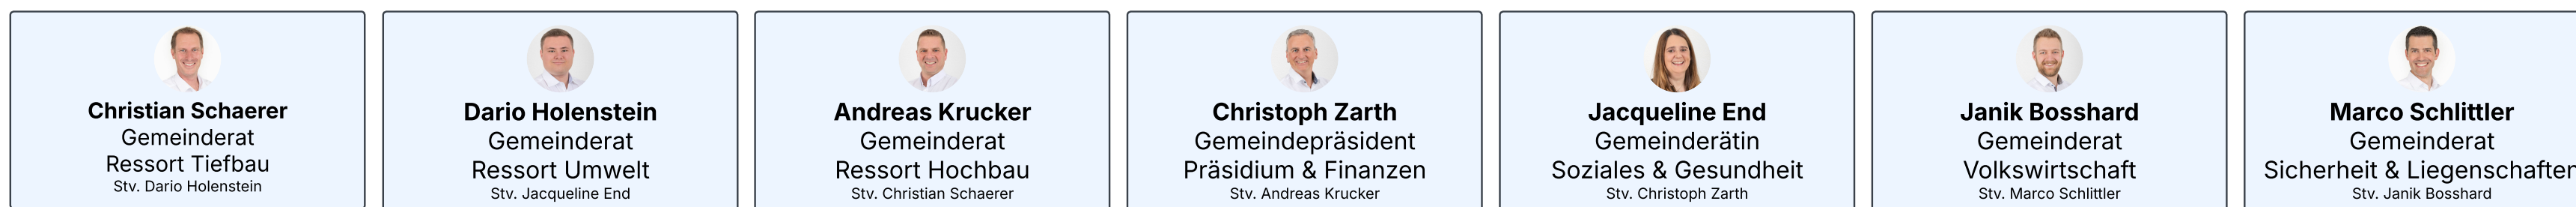 Christian Schaerer
Gemeinderat
Ressort Tiefbau
Stv. Dario Holenstein
Dario Holenstein
Gemeinderat
Ressort Umwelt
Stv. Jacqueline End
Andreas Krucker
Gemeinderat
Ressort Hochbau
Stv. Christian Schaerer
Christoph Zarth
Gemeindepräsident
Präsidium & Finanzen
Stv. Andreas Krucker
Jacqueline End
Gemeinderätin
Soziales & Gesundheit
Stv. Christoph Zarth
Janik Bosshard
Gemeinderat
Volkswirtschaft
Stv. Marco Schlittler
Marco Schlittler
Gemeinderat
Sicherheit & Liegenschaften
Stv. Janik Bosshard